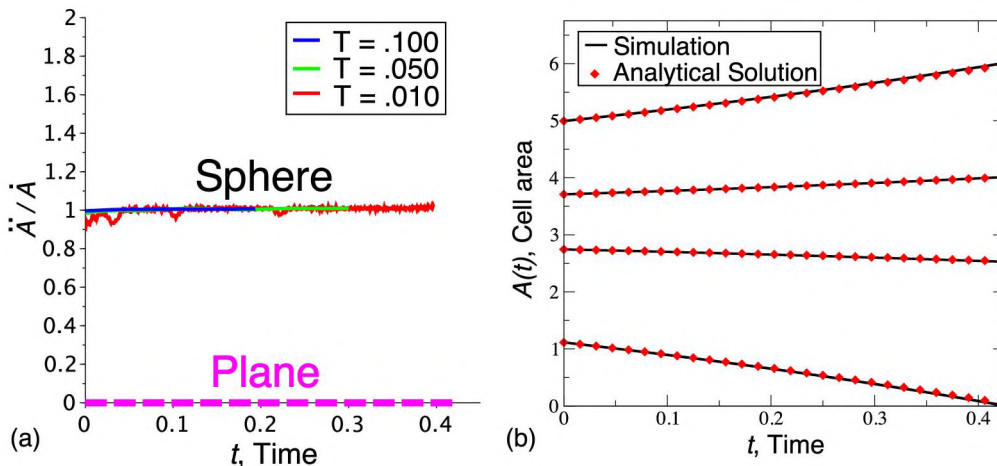 2
1.8
1.6
1.4
1.2
1
0.8
0.6
0.4
0.2
0
Ä / Ȧ
T = .100
T = .050
T = .010
Sphere
Plane
0 0.1 0.2 0.3 0.4
(a)
t, Time
6
5
4
3
2
1
0
A(t), Cell area
Simulation
Analytical Solution
0 0.1 0.2 0.3 0.4
(b)
t, Time